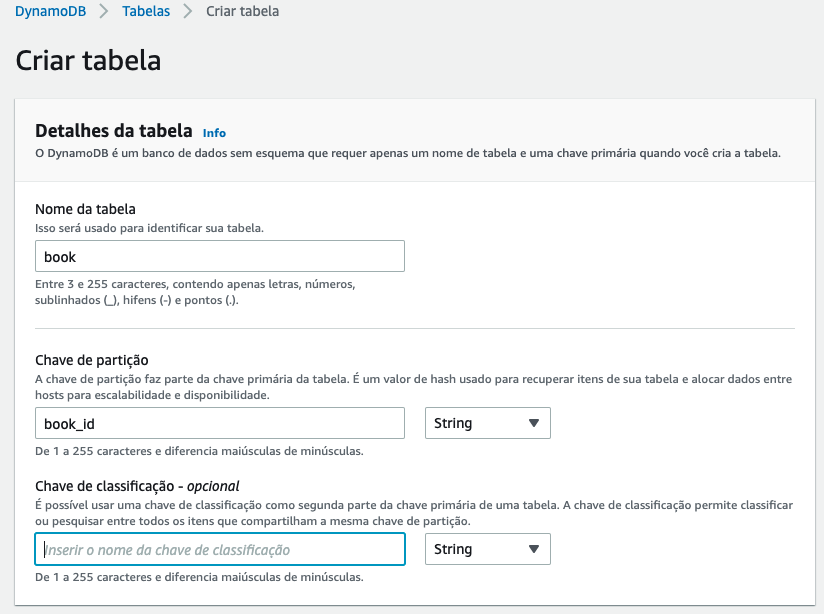 DynamoDB > Tabelas > Criar tabela
Criar tabela
Detalhes da tabela Info
O DynamoDB é um banco de dados sem esquema que requer apenas um nome de tabela e uma chave primária quando você cria a tabela.
Nome da tabela
Isso será usado para identificar sua tabela.
book
Entre 3 e 255 caracteres, contendo apenas letras, números,
sublinhados (_), hifens (-) e pontos (.).
Chave de partição
A chave de partição faz parte da chave primária da tabela. É um valor de hash usado para recuperar itens de sua tabela e alocar dados entre
hosts para escalabilidade e disponibilidade.
book_id String
De 1 a 255 caracteres e diferencia maiúsculas de minúsculas.
Chave de classificação - opcional
É possível usar uma chave de classificação como segunda parte da chave primária de uma tabela. A chave de classificação permite classificar
ou pesquisar entre todos os itens que compartilham a mesma chave de partição.
Inserir o nome da chave de classificação String
De 1 a 255 caracteres e diferencia maiúsculas de minúsculas.